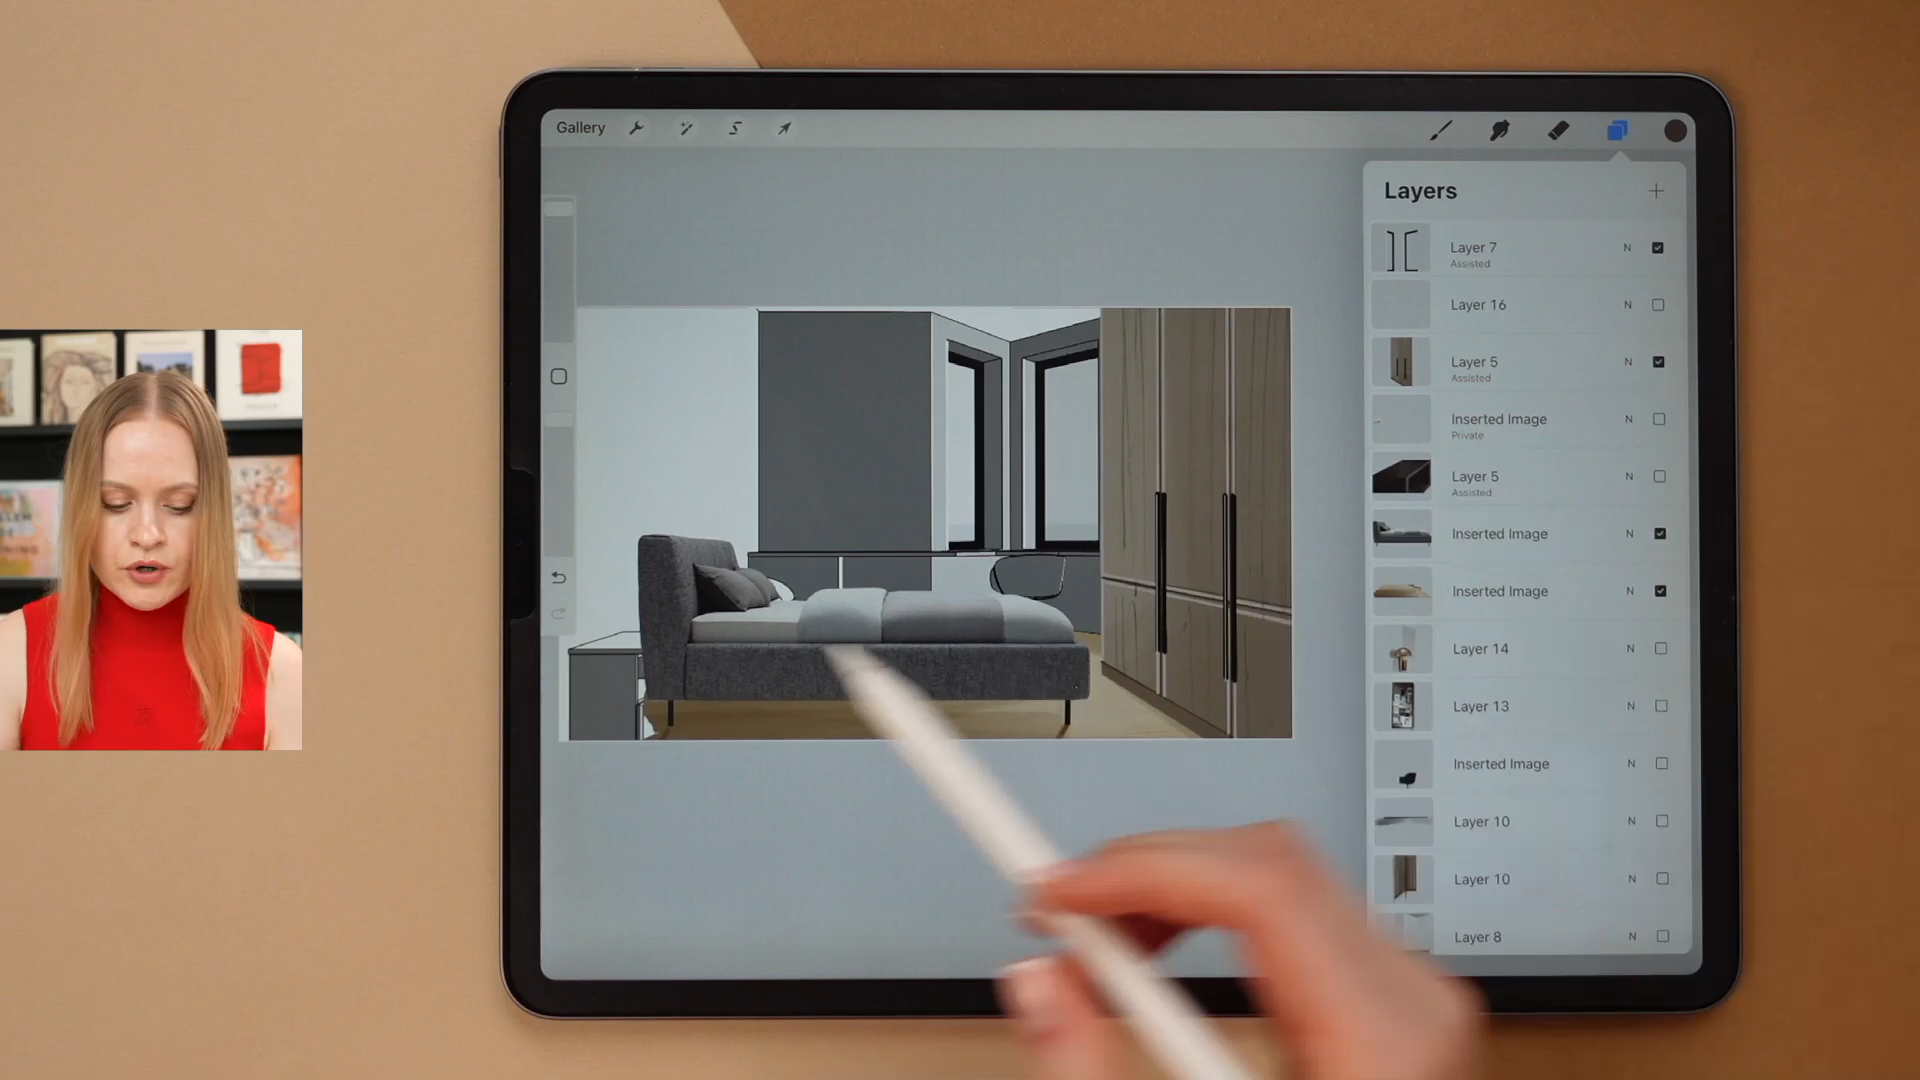 Gallery
Layers
Layer 7
N
Assisted
Layer 16
N
Layer 5
N
Assisted
Inserted Image
N
Private
Layer 5
N
Assisted
Inserted Image
N
Inserted Image
N
Layer 14
N
Layer 13
N
Inserted Image
N
Layer 10
N
Layer 10
N
Layer 8
N